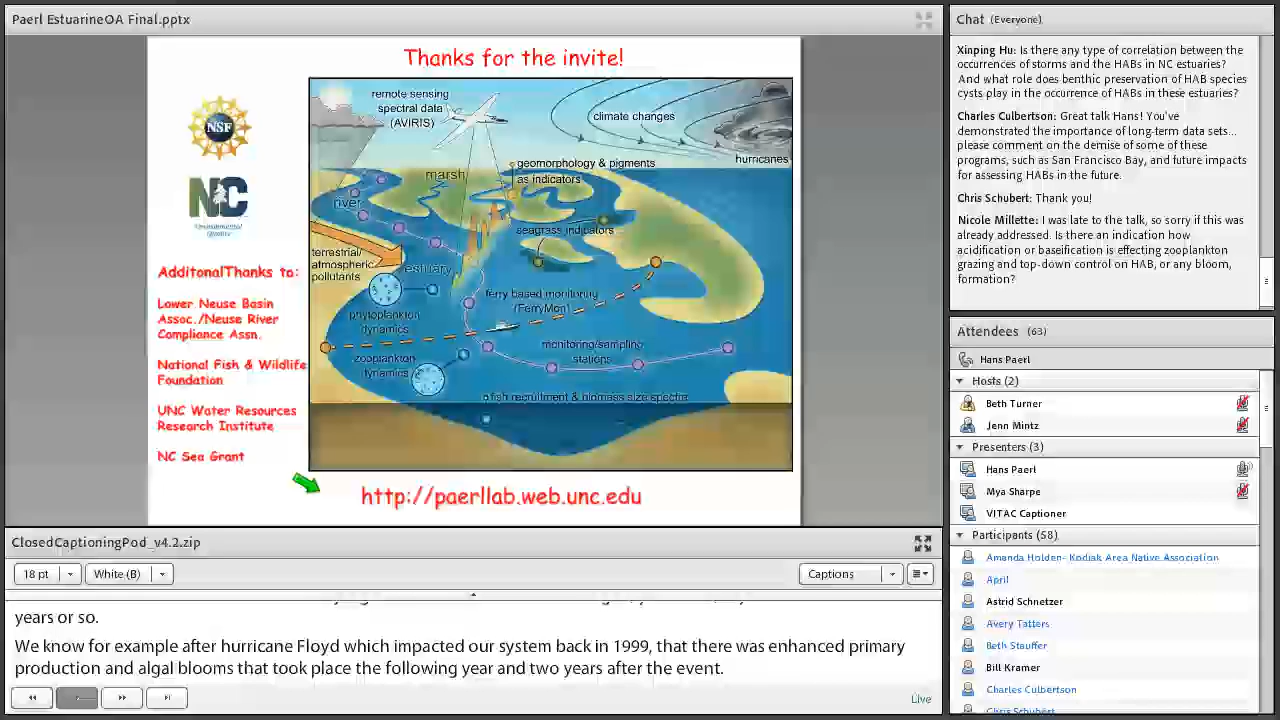 Paerl EstuarineOA Final.pptx
Thanks for the invite!
NSF
NC
Environmental
Quality
AdditonalThanks to:
Lower Neuse Basin
Assoc./Neuse River
Compliance Assn.
National Fish & Wildlife
Foundation
UNC Water Resources
Research Institute
NC Sea Grant
remote sensing
spectral data
(AVIRIS)
climate changes
hurricanes
geomorphology & pigments
as indicators
marsh
river
seagrass indicators
terrestrial/
atmospheric
pollutants
estuary
ferry based monitoring
(FerryMon)
phytoplankton
dynamics
monitoring/sampling
stations
zooplankton
dynamics
fish recruitment & biomass size spectra
http://paerllab.web.unc.edu
ClosedCaptioningPod_v4.2.zip
18 pt
White (B)
Captions
years or so.
We know for example after hurricane Floyd which impacted our system back in 1999, that there was enhanced primary
production and algal blooms that took place the following year and two years after the event.
Live
Chat (Everyone)
Xinping Hu: Is there any type of correlation between the
occurrences of storms and the HABs in NC estuaries?
And what role does benthic preservation of HAB species
cysts play in the occurrence of HABs in these estuaries?
Charles Culbertson: Great talk Hans! You've
demonstrated the importance of long-term data sets...
please comment on the demise of some of these
programs, such as San Francisco Bay, and future impacts
for assessing HABs in the future.
Chris Schubert: Thank you!
Nicole Millette: I was late to the talk, so sorry if this was
already addressed. Is there an indication how
acidification or baseification is effecting zooplankton
grazing and top-down control on HAB, or any bloom,
formation?
Attendees (63)
Hans Paerl
Hosts (2)
Beth Turner
Jenn Mintz
Presenters (3)
Hans Paerl
Mya Sharpe
VITAC Captioner
Participants (58)
Amanda Holden- Kodiak Area Native Association
April
Astrid Schnetzer
Avery Tatters
Beth Stauffer
Bill Kramer
Charles Culbertson
Chris Schubert